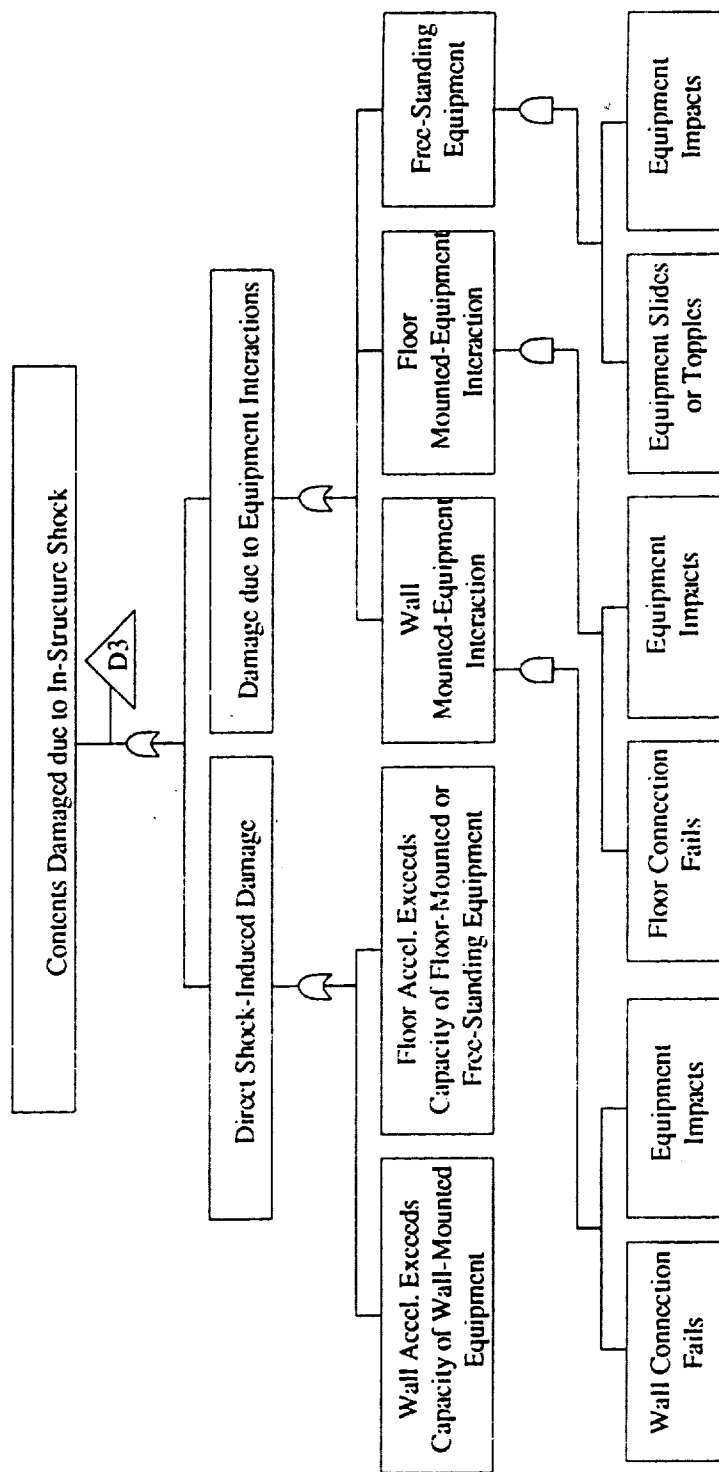 Contents Damaged due to In-Structure Shock
D3
Direct Shock-Induced Damage
Damage due to Equipment Interactions
Wall Accel. Exceeds
Capacity of Wall-Mounted
Equipment
Floor Accel. Exceeds
Capacity of Floor-Mounted or
Free-Standing Equipment
Wall
Mounted-Equipment
Interaction
Floor
Mounted-Equipment
Interaction
Free-Standing
Equipment
Wall Connection
Fails
Equipment
Impacts
Floor Connection
Fails
Equipment
Impacts
Equipment Slides
or Topples
Equipment
Impacts